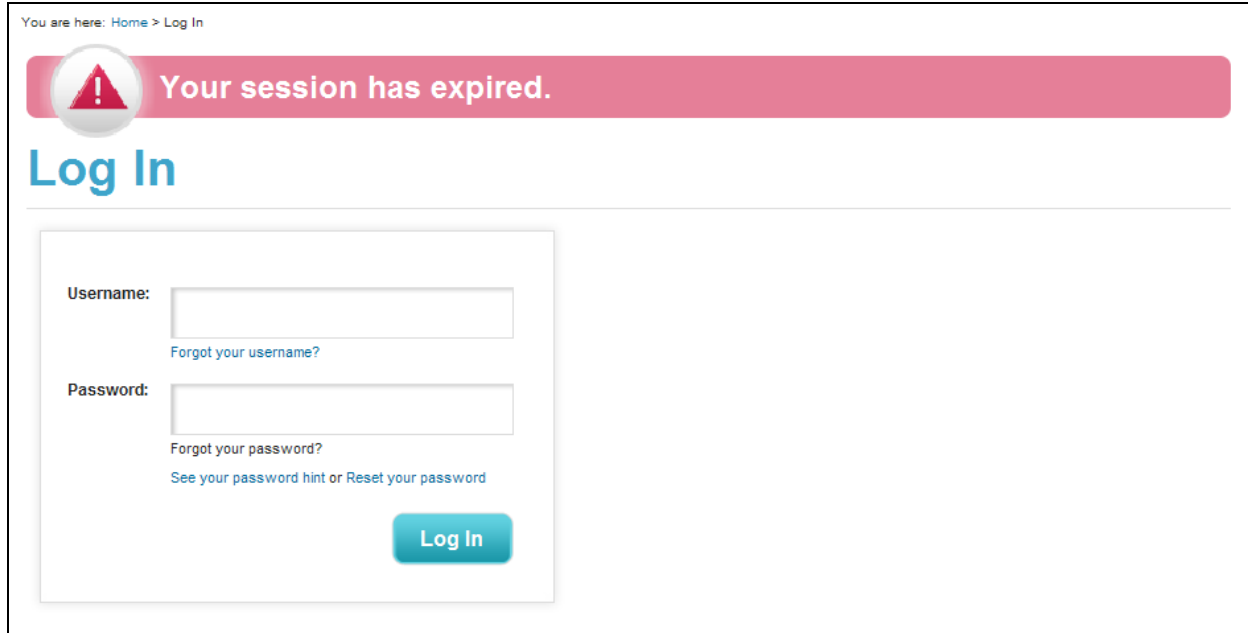 You are here: Home > Log In
Your session has expired.
Log In
Username:
Forgot your username?
Password:
Forgot your password?
See your password hint or Reset your password
Log In